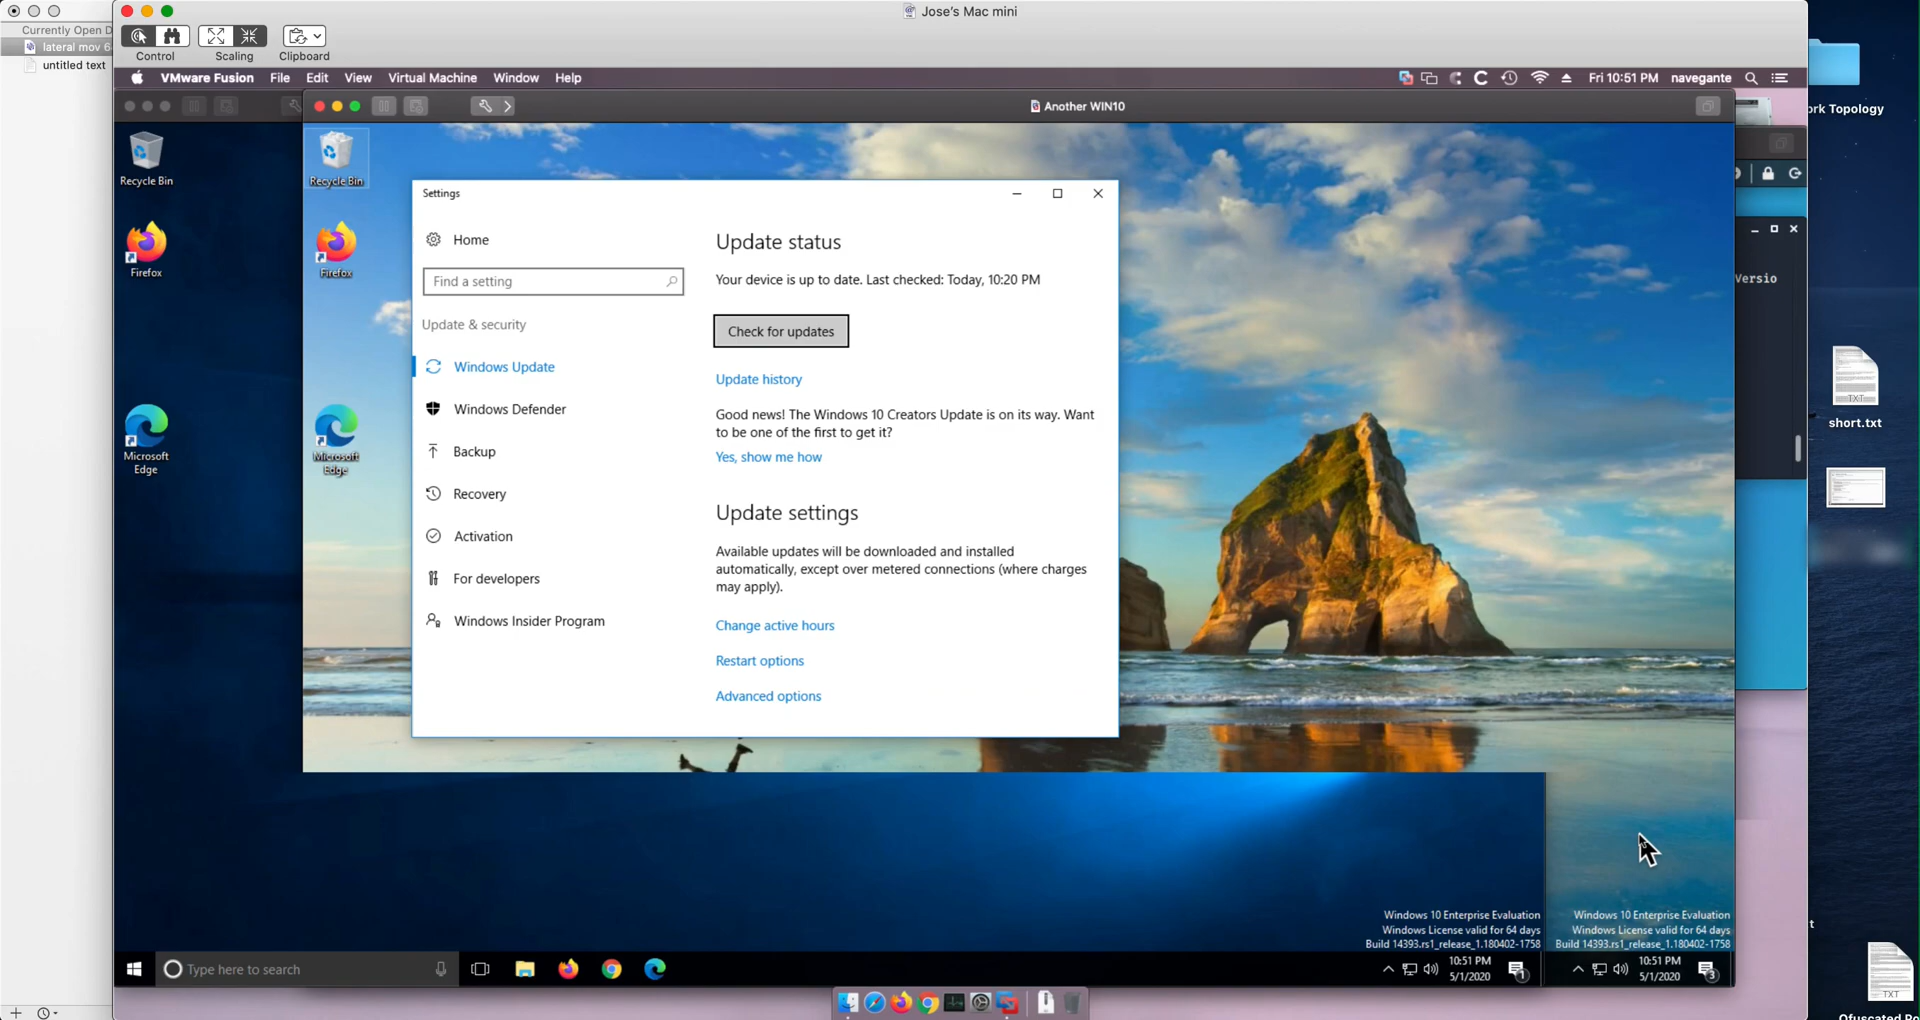 Jose's Mac mini
Currently Open D
lateral mov 6
untitled text
Control
Scaling
Clipboard
VMware Fusion File Edit View Virtual Machine Window Help
Fri 10:51 PM navegante
Another WIN10
ork Topology
Recycle Bin
Recycle Bin
Firefox
Firefox
Microsoft
Edge
Microsoft
Edge
Settings
Home
Find a setting
Update & security
Windows Update
Windows Defender
Backup
Recovery
Activation
For developers
Windows Insider Program
Update status
Your device is up to date. Last checked: Today, 10:20 PM
Check for updates
Update history
Good news! The Windows 10 Creators Update is on its way. Want
to be one of the first to get it?
Yes, show me how
Update settings
Available updates will be downloaded and installed
automatically, except over metered connections (where charges
may apply).
Change active hours
Restart options
Advanced options
Versio
TXT
short.txt
Windows 10 Enterprise Evaluation
Windows License valid for 64 days
Build 14393.rs1_release_1.180402-1758
Windows 10 Enterprise Evaluation
Windows License valid for 64 days
Build 14393.rs1_release_1.180402-1758
Type here to search
10:51 PM
5/1/2020
1
10:51 PM
5/1/2020
3
t
TXT
Ofuscated Po